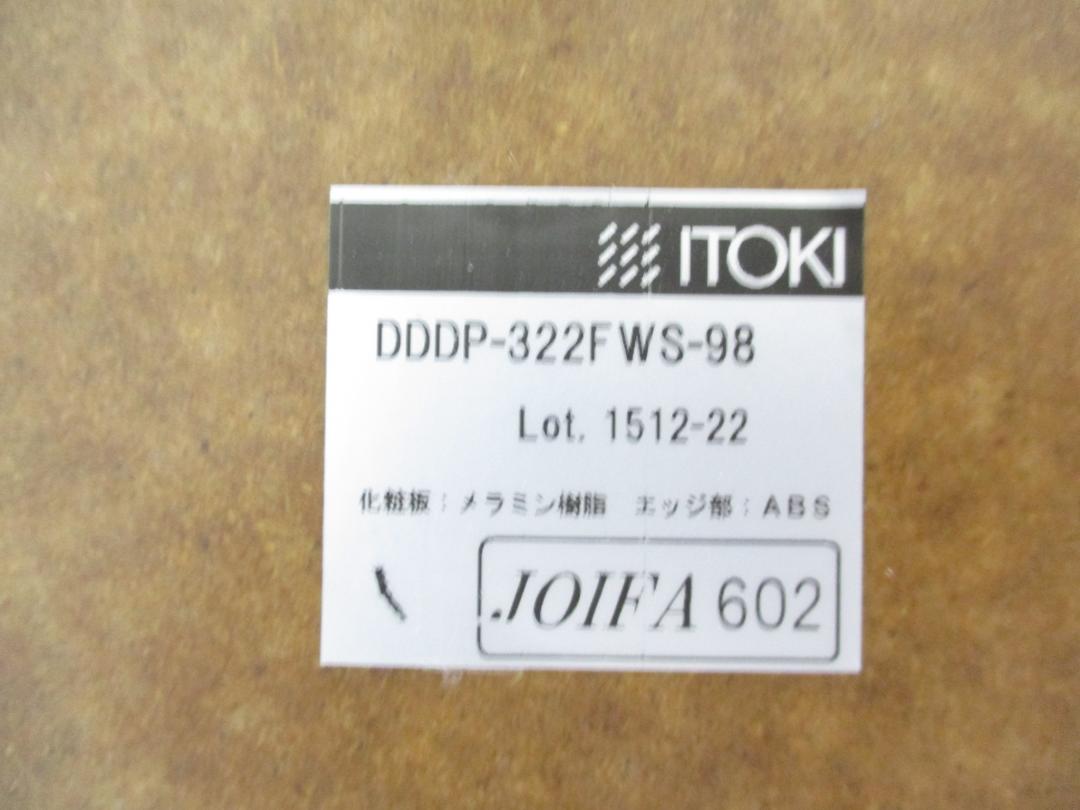 ITOKI
DDDP-322FWS-98
Lot. 1512-22
化粧板：メラミン樹脂　エッジ部：ABS
JOIFA 602